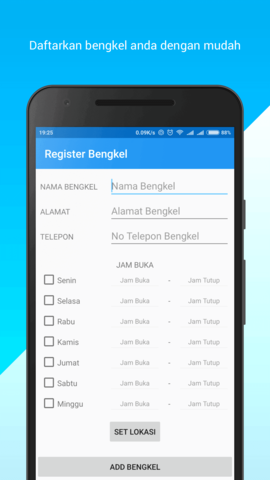 Daftarkan bengkel anda dengan mudah
19:25 0.09K/s 88%
Register Bengkel
NAMA BENGKEL Nama Bengkel
ALAMAT Alamat Bengkel
TELEPON No Telepon Bengkel
JAM BUKA
Senin Jam Buka - Jam Tutup
Selasa Jam Buka - Jam Tutup
Rabu Jam Buka - Jam Tutup
Kamis Jam Buka - Jam Tutup
Jumat Jam Buka - Jam Tutup
Sabtu Jam Buka - Jam Tutup
Minggu Jam Buka - Jam Tutup
SET LOKASI
ADD BENGKEL